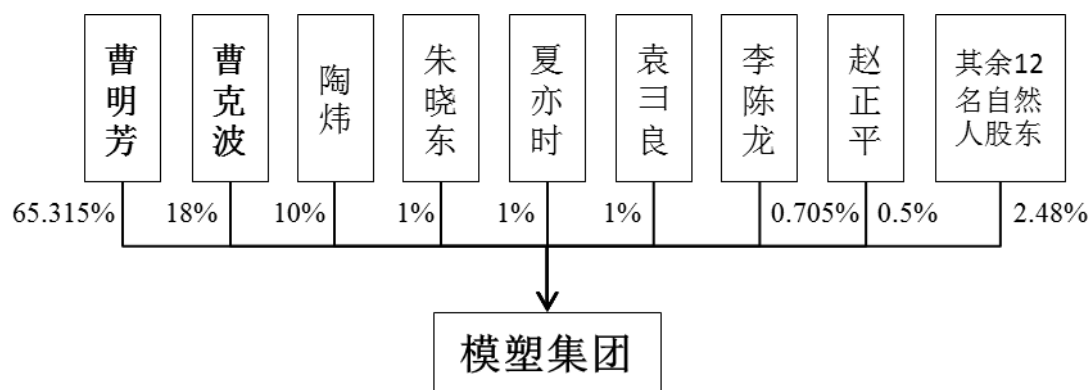 曹明芳
曹克波
陶炜
朱晓东
夏亦时
袁彐良
李陈龙
赵正平
其余12
名自然
人股东
65.315%
18%
10%
1%
1%
1%
0.705%
0.5%
2.48%
模塑集团